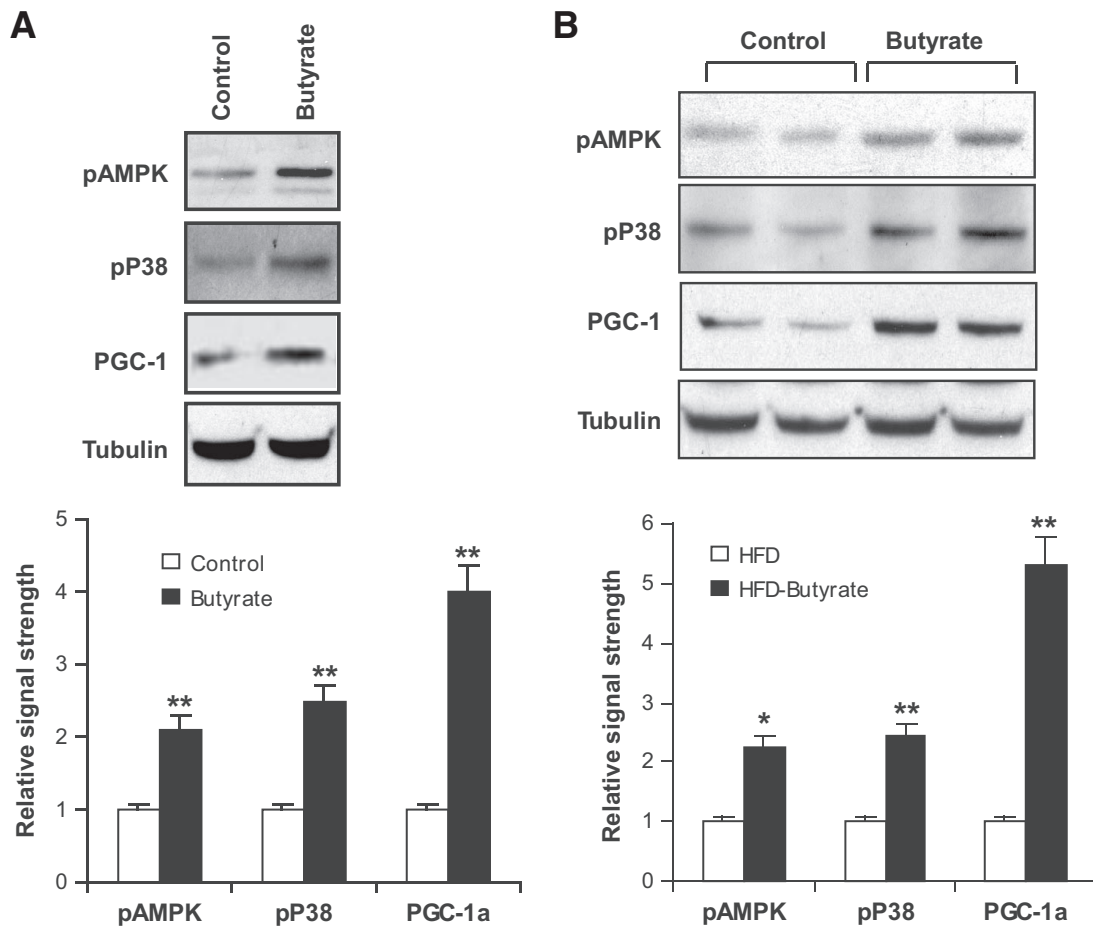 A
Control
Butyrate
pAMPK
pP38
PGC-1
Tubulin
5
4
3
2
1
0
Relative signal strength
Control
Butyrate
**
**
**
pAMPK
pP38
PGC-1a
B
Control
Butyrate
pAMPK
pP38
PGC-1
Tubulin
6
5
4
3
2
1
0
Relative signal strength
HFD
HFD-Butyrate
*
**
**
pAMPK
pP38
PGC-1a